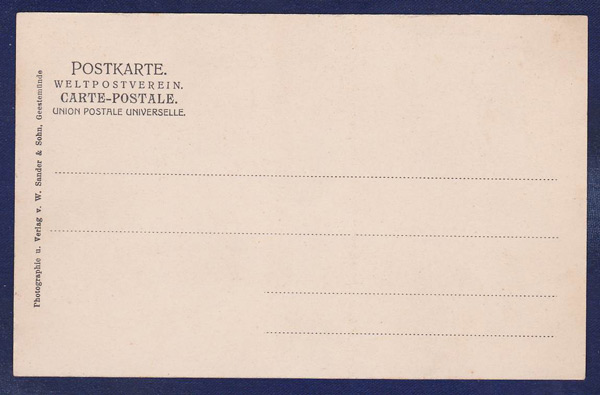 POSTKARTE.
WELTPOSTVEREIN.
CARTE-POSTALE.
UNION POSTALE UNIVERSELLE.
Photographie u. Verlag v. W. Sander & Sohn, Geestemünde